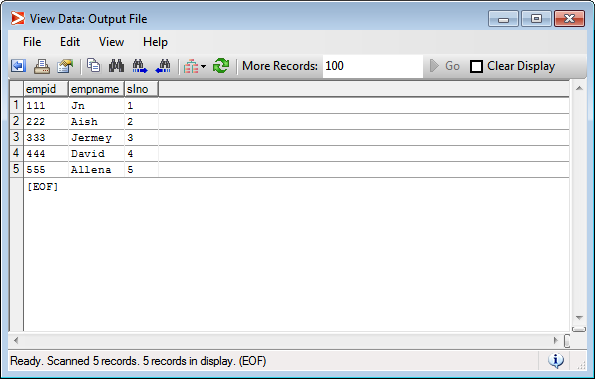 View Data: Output File
File Edit View Help
More Records: 100 Go Clear Display
empid empname slno
1 111 Jn 1
2 222 Aish 2
3 333 Jermey 3
4 444 David 4
5 555 Allena 5
[EOF]
Ready. Scanned 5 records. 5 records in display. (EOF)